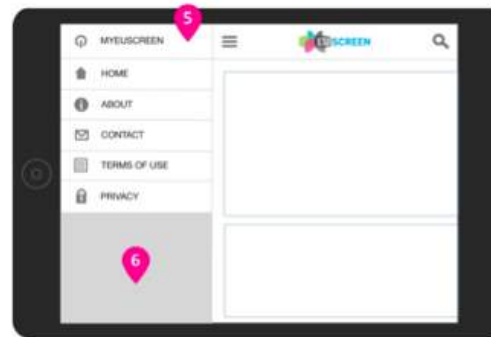 5
MYEUSCREEN
EUSCREEN
HOME
ABOUT
CONTACT
TERMS OF USE
PRIVACY
6